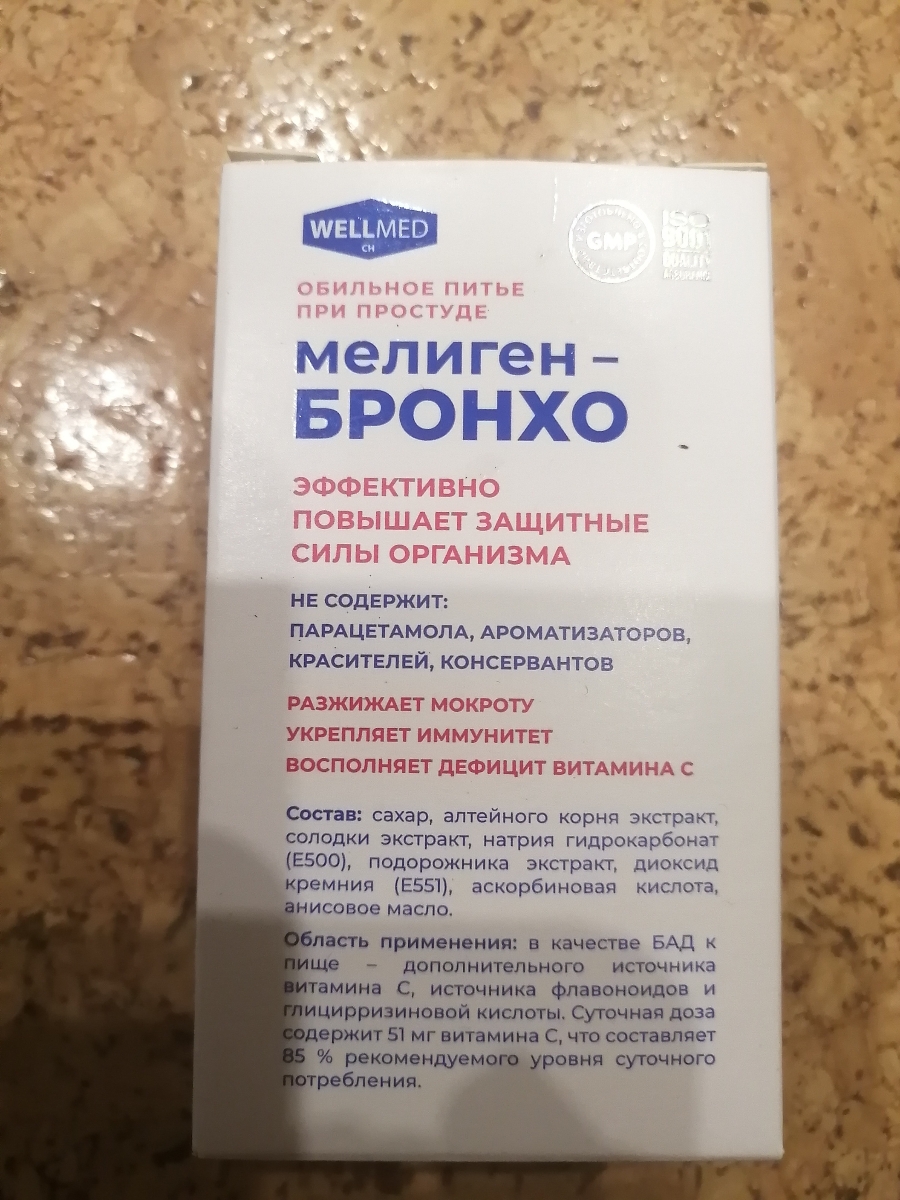 WELLMED
CH
GMP
ISO
9001
QUALITY
ОБИЛЬНОЕ ПИТЬЕ
ПРИ ПРОСТУДЕ
мелиген –
БРОНХО
ЭФФЕКТИВНО
ПОВЫШАЕТ ЗАЩИТНЫЕ
СИЛЫ ОРГАНИЗМА
НЕ СОДЕРЖИТ:
ПАРАЦЕТАМОЛА, АРОМАТИЗАТОРОВ,
КРАСИТЕЛЕЙ, КОНСЕРВАНТОВ
РАЗЖИЖАЕТ МОКРОТУ
УКРЕПЛЯЕТ ИММУНИТЕТ
ВОСПОЛНЯЕТ ДЕФИЦИТ ВИТАМИНА С
Состав: сахар, алтейного корня экстракт,
солодки экстракт, натрия гидрокарбонат
(Е500), подорожника экстракт, диоксид
кремния (Е551), аскорбиновая кислота,
анисовое масло.
Область применения: в качестве БАД к
пище – дополнительного источника
витамина С, источника флавоноидов и
глицирризиновой кислоты. Суточная доза
содержит 51 мг витамина С, что составляет
85 % рекомендуемого уровня суточного
потребления.